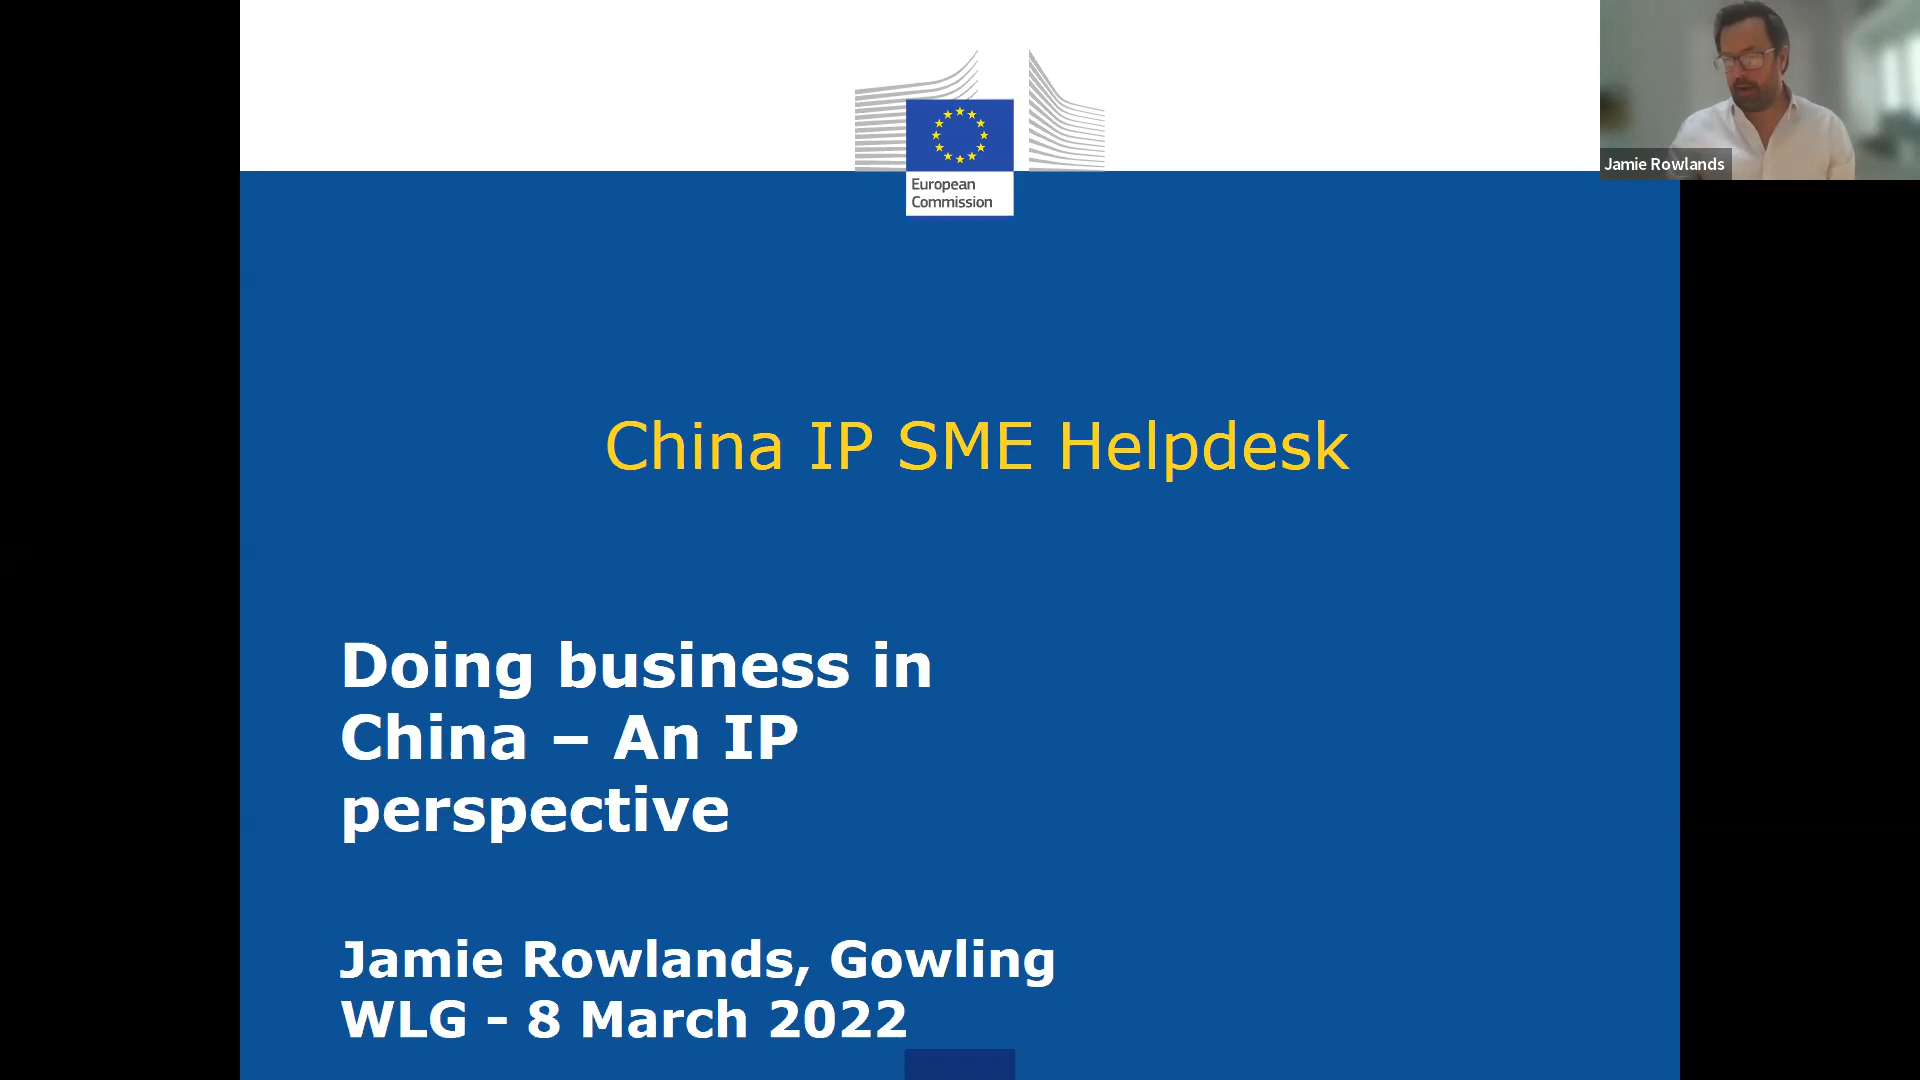 European
Commission
Jamie Rowlands
China IP SME Helpdesk
Doing business in
China – An IP
perspective
Jamie Rowlands, Gowling
WLG - 8 March 2022